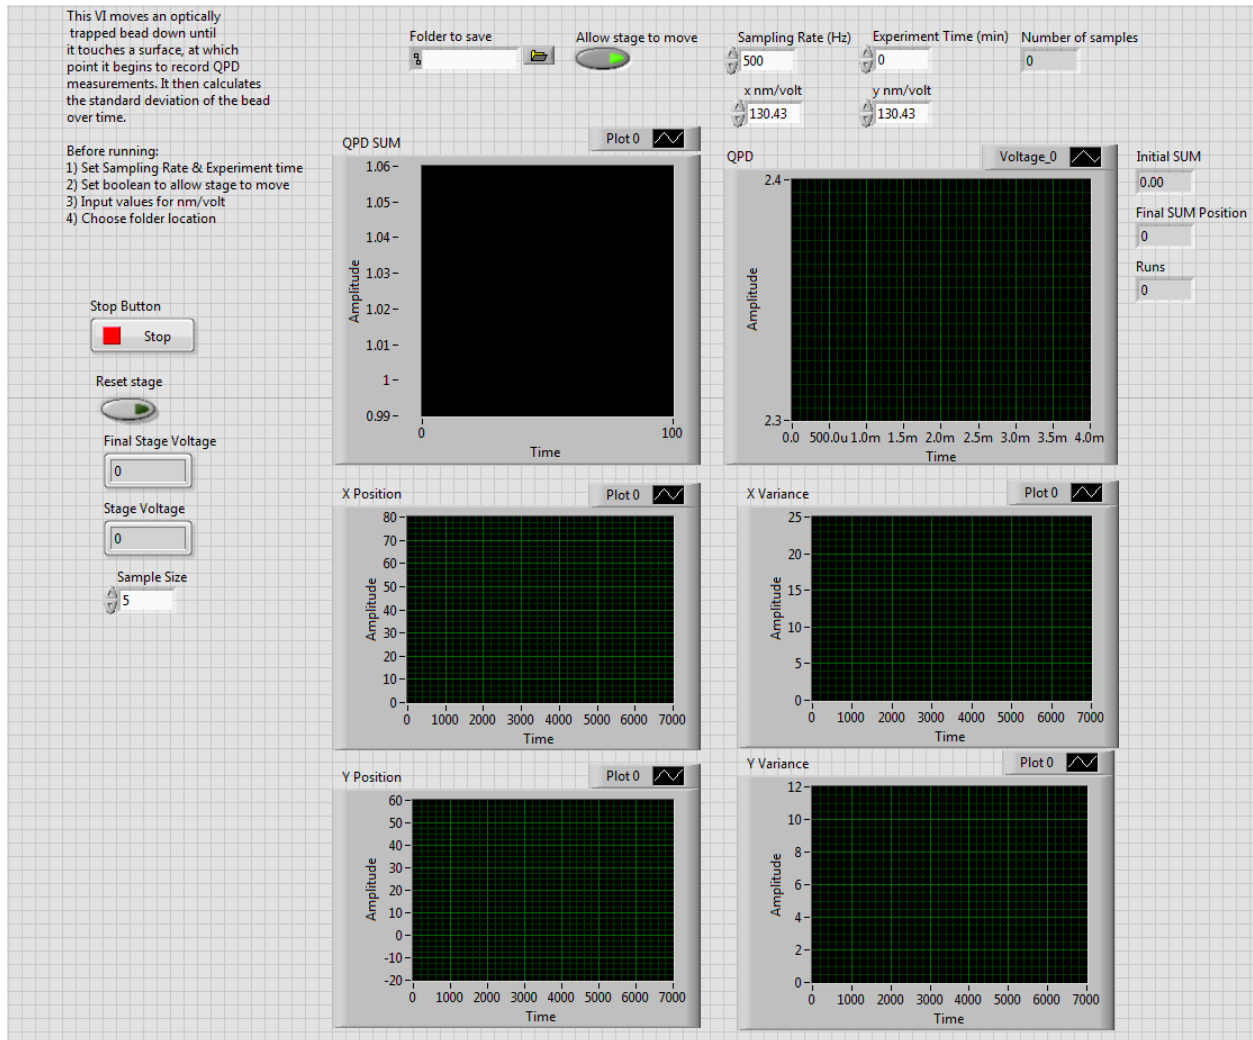 This VI moves an optically
trapped bead down until
it touches a surface, at which
point it begins to record QPD
measurements. It then calculates
the standard deviation of the bead
over time.
Before running:
1) Set Sampling Rate & Experiment time
2) Set boolean to allow stage to move
3) Input values for nm/volt
4) Choose folder location
Folder to save
Allow stage to move
Sampling Rate (Hz)
500
Experiment Time (min)
0
Number of samples
0
x nm/volt
130.43
y nm/volt
130.43
Stop Button
Stop
Reset stage
Final Stage Voltage
0
Stage Voltage
0
Sample Size
5
QPD SUM
Plot 0
1.06
1.05
1.04
1.03
1.02
1.01
1
0.99
Amplitude
0 100
Time
QPD
Voltage_0
2.4
2.3
Amplitude
0.0 500.0u 1.0m 1.5m 2.0m 2.5m 3.0m 3.5m 4.0m
Time
Initial SUM
0.00
Final SUM Position
0
Runs
0
X Position
Plot 0
80
70
60
50
40
30
20
10
0
Amplitude
0 1000 2000 3000 4000 5000 6000 7000
Time
X Variance
Plot 0
25
20
15
10
5
0
Amplitude
0 1000 2000 3000 4000 5000 6000 7000
Time
Y Position
Plot 0
60
50
40
30
20
10
0
-10
-20
Amplitude
0 1000 2000 3000 4000 5000 6000 7000
Time
Y Variance
Plot 0
12
10
8
6
4
2
0
Amplitude
0 1000 2000 3000 4000 5000 6000 7000
Time